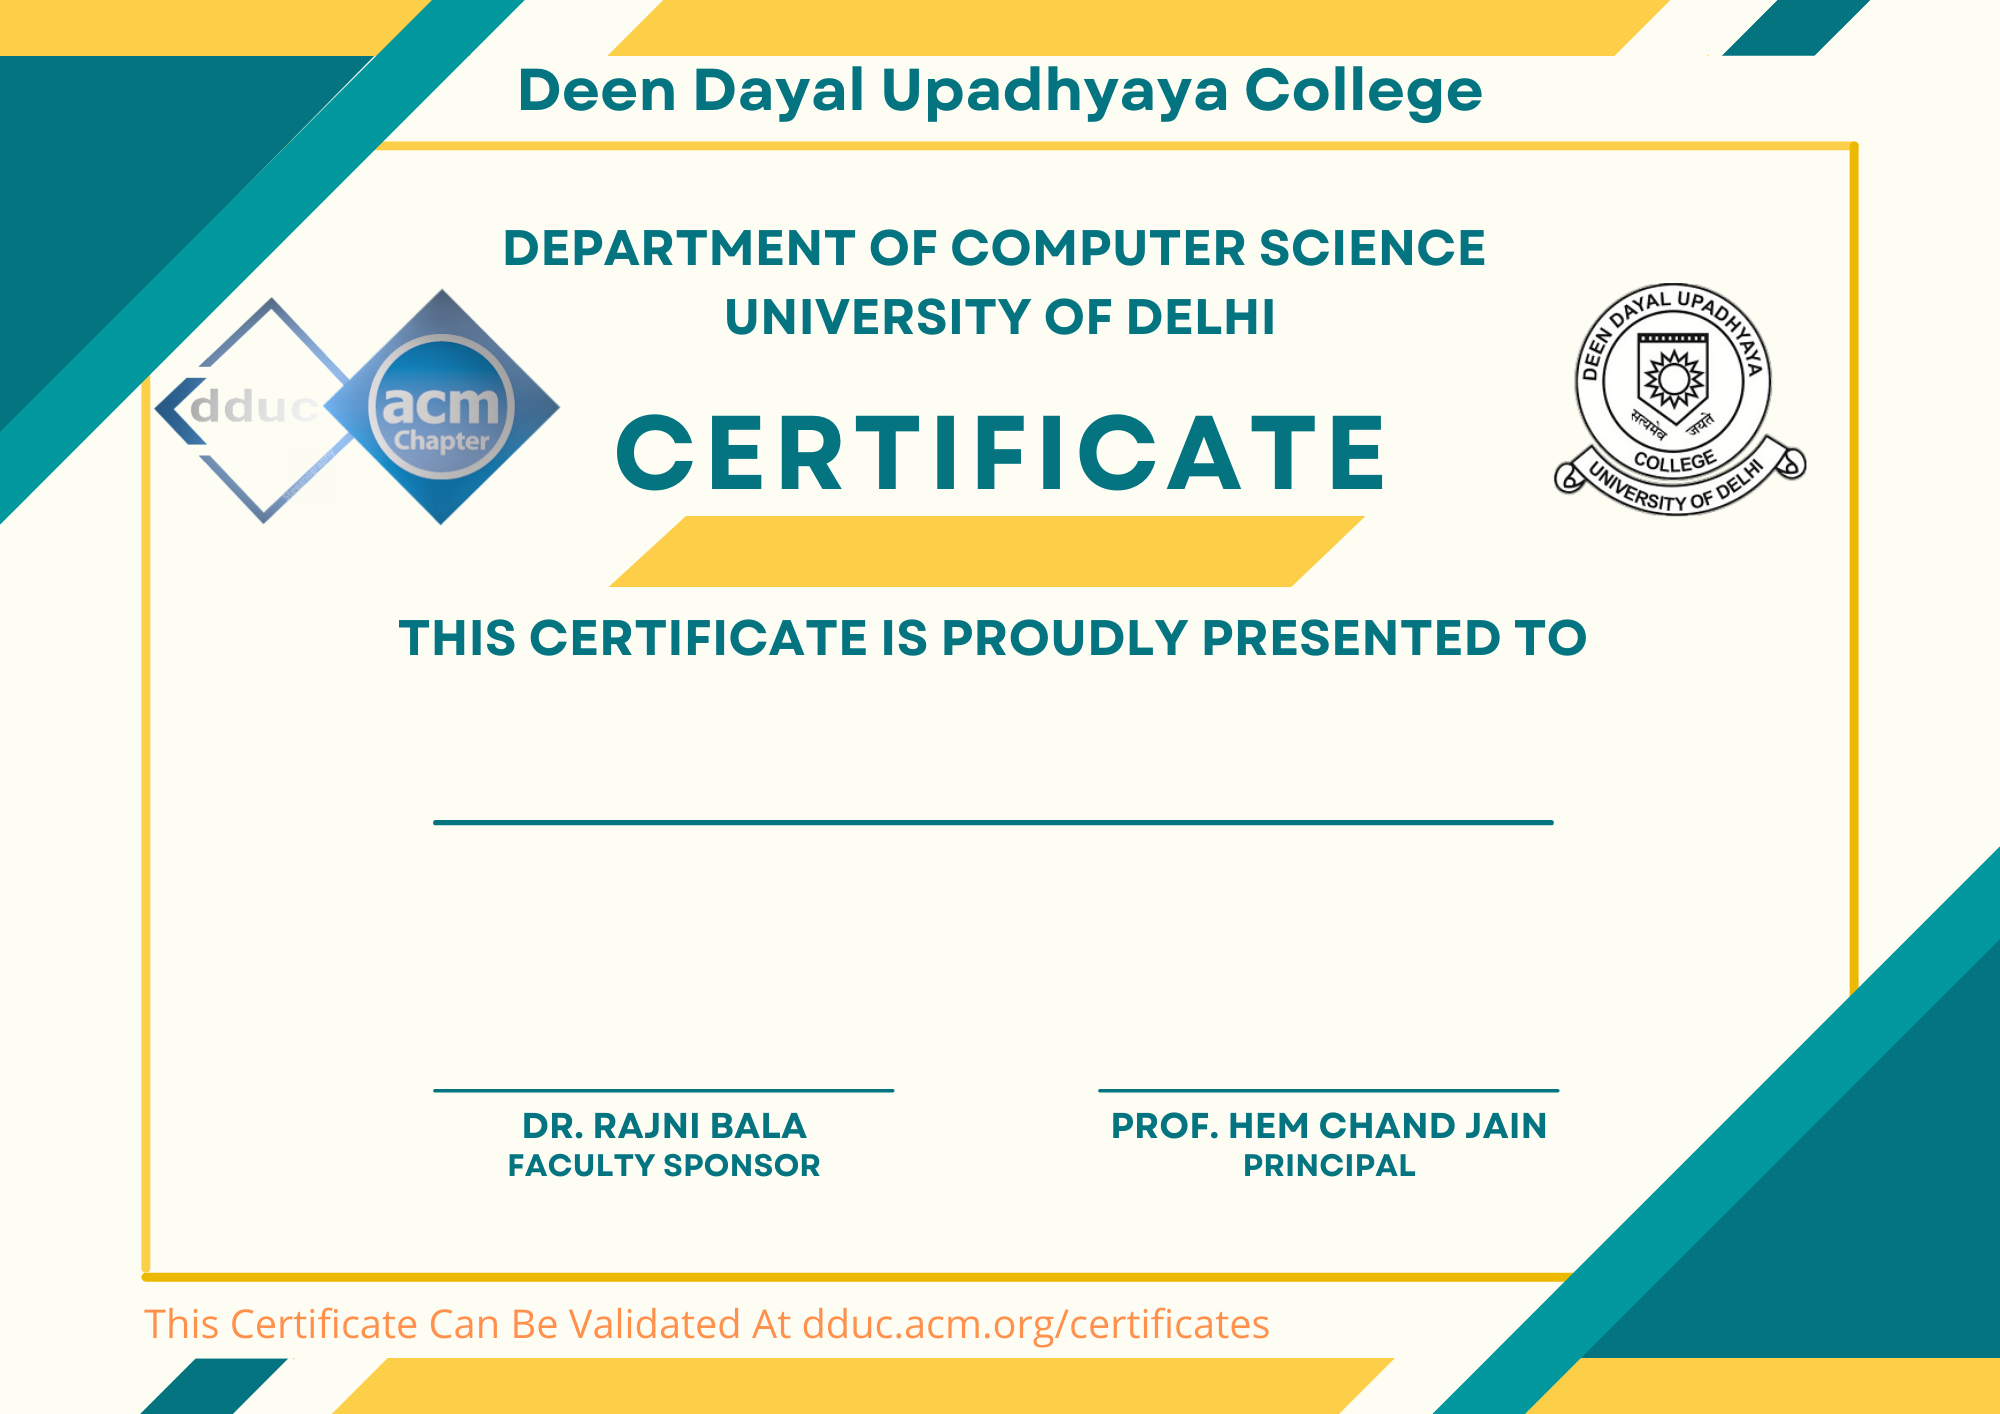 Deen Dayal Upadhyaya College
DEPARTMENT OF COMPUTER SCIENCE
UNIVERSITY OF DELHI
dduc
acm
Chapter
DEEN DAYAL UPADHYAYA
सत्यमेव जयते
COLLEGE
UNIVERSITY OF DELHI
CERTIFICATE
THIS CERTIFICATE IS PROUDLY PRESENTED TO
DR. RAJNI BALA
FACULTY SPONSOR
PROF. HEM CHAND JAIN
PRINCIPAL
This Certificate Can Be Validated At dduc.acm.org/certificates